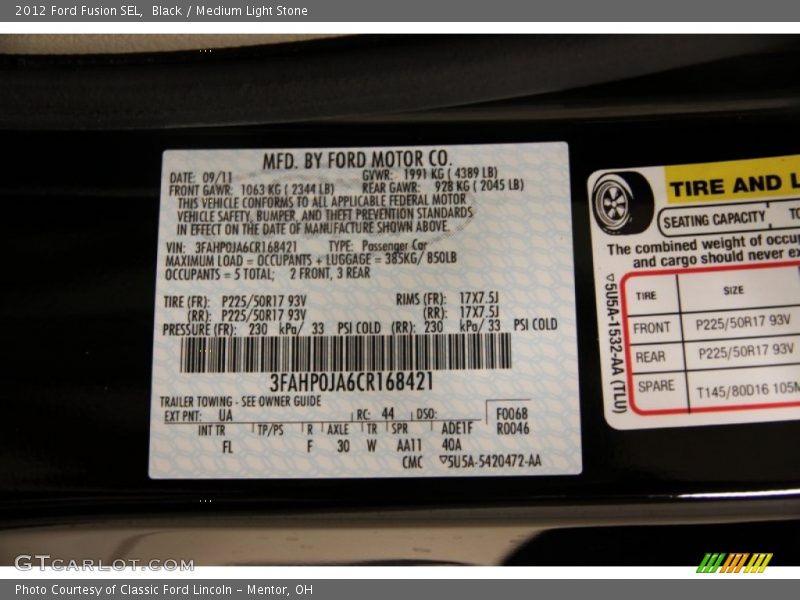 2012 Ford Fusion SEL, Black / Medium Light Stone
MFD. BY FORD MOTOR CO.
DATE: 09/11 GVWR: 1991 KG ( 4389 LB)
FRONT GAWR: 1063 KG ( 2344 LB) REAR GAWR: 928 KG ( 2045 LB)
THIS VEHICLE CONFORMS TO ALL APPLICABLE FEDERAL MOTOR
VEHICLE SAFETY, BUMPER, AND THEFT PREVENTION STANDARDS
IN EFFECT ON THE DATE OF MANUFACTURE SHOWN ABOVE.
VIN: 3FAHP0JA6CR168421 TYPE: Passenger Car
MAXIMUM LOAD = OCCUPANTS + LUGGAGE = 385KG/ 850LB
OCCUPANTS = 5 TOTAL; 2 FRONT, 3 REAR
TIRE (FR): P225/50R17 93V RIMS (FR): 17X7.5J
(RR): P225/50R17 93V (RR): 17X7.5J
PRESSURE (FR): 230 kPa/ 33 PSI COLD (RR): 230 kPa/ 33 PSI COLD
3FAHP0JA6CR168421
TRAILER TOWING - SEE OWNER GUIDE
EXT PNT: UA RC: 44 DSO: F0068
INT TR TP/PS R AXLE TR SPR ADE1F R0046
FL F 30 W AA11 40A
CMC ▽5U5A-5420472-AA
TIRE AND L
SEATING CAPACITY TO
The combined weight of occup
and cargo should never ex
TIRE SIZE
FRONT P225/50R17 93V
REAR P225/50R17 93V
SPARE T145/80D16 105M
▽5U5A-1532-AA (TLU)
GTCARLOT.COM
Photo Courtesy of Classic Ford Lincoln - Mentor, OH